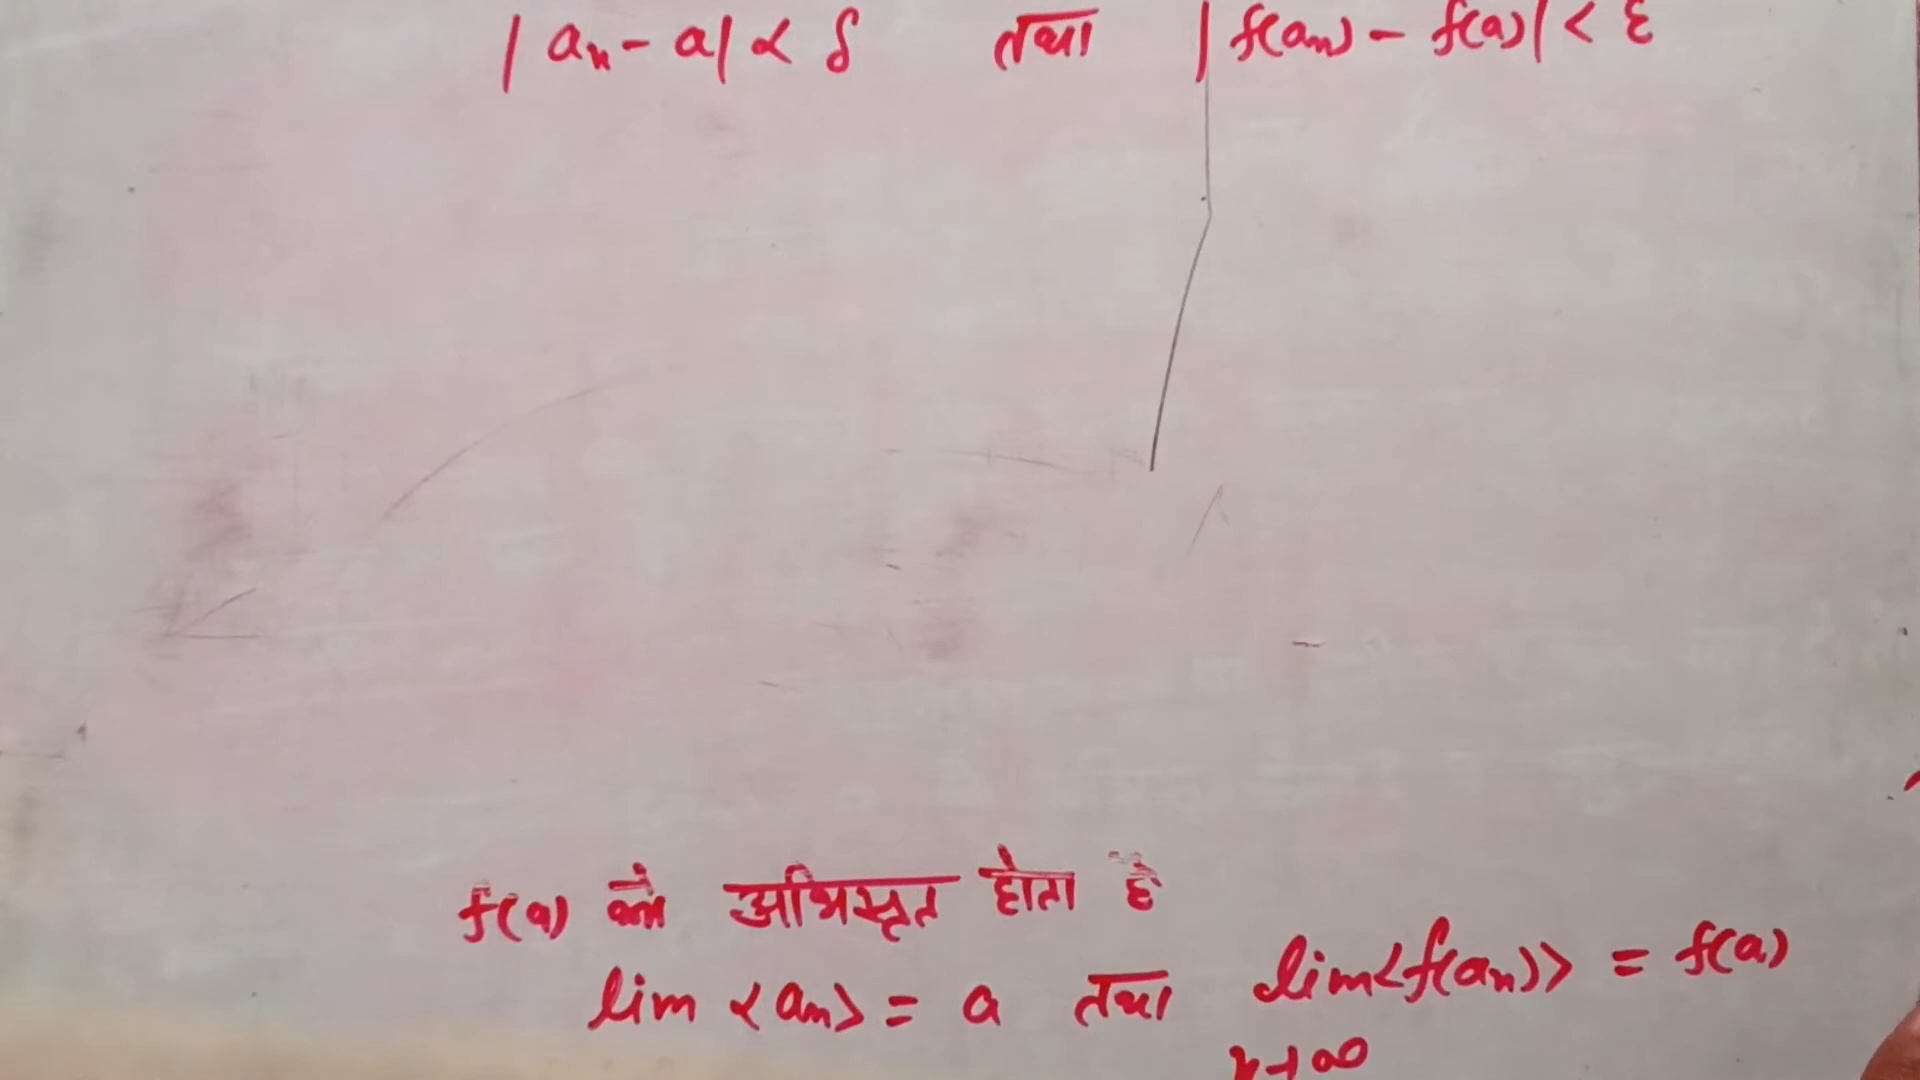 |aₙ - a| < δ तथा |f(aₙ) - f(a)| < ε
f(a) को अभिसृत होता है
lim <aₙ> = a तथा lim <f(aₙ)> = f(a)
n→∞